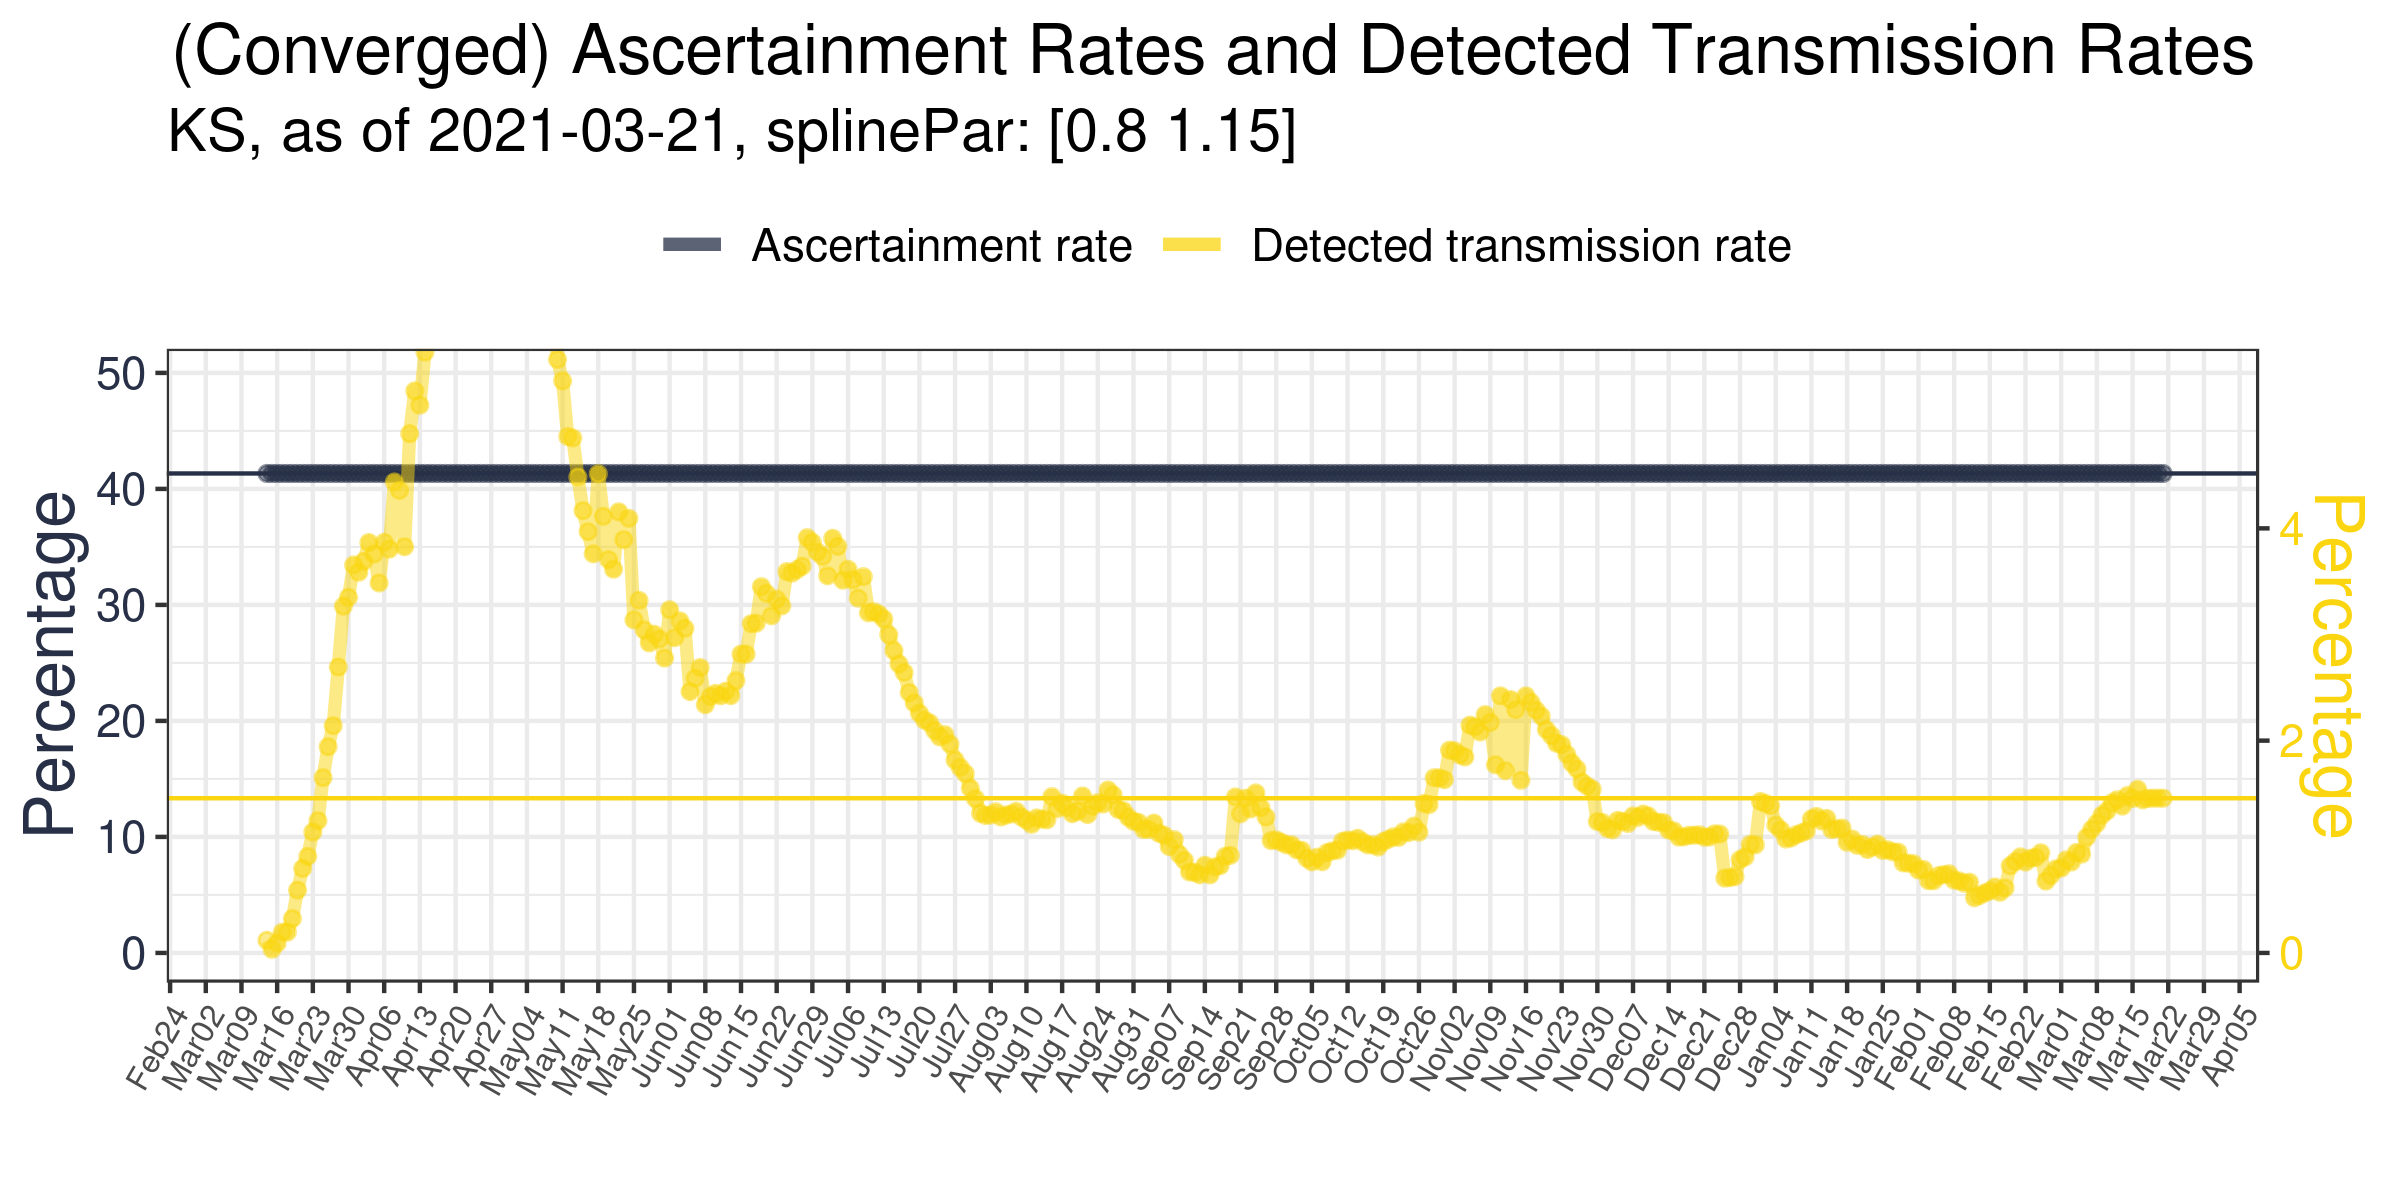 (Converged) Ascertainment Rates and Detected Transmission Rates
KS, as of 2021-03-21, splinePar: [0.8 1.15]
Ascertainment rate
Detected transmission rate
Percentage
50
40
30
20
10
0
4
2
0
Percentage
Feb24
Mar02
Mar09
Mar16
Mar23
Mar30
Apr06
Apr13
Apr20
Apr27
May04
May11
May18
May25
Jun01
Jun08
Jun15
Jun22
Jun29
Jul06
Jul13
Jul20
Jul27
Aug03
Aug10
Aug17
Aug24
Aug31
Sep07
Sep14
Sep21
Sep28
Oct05
Oct12
Oct19
Oct26
Nov02
Nov09
Nov16
Nov23
Nov30
Dec07
Dec14
Dec21
Dec28
Jan04
Jan11
Jan18
Jan25
Feb01
Feb08
Feb15
Feb22
Mar01
Mar08
Mar15
Mar22
Mar29
Apr05